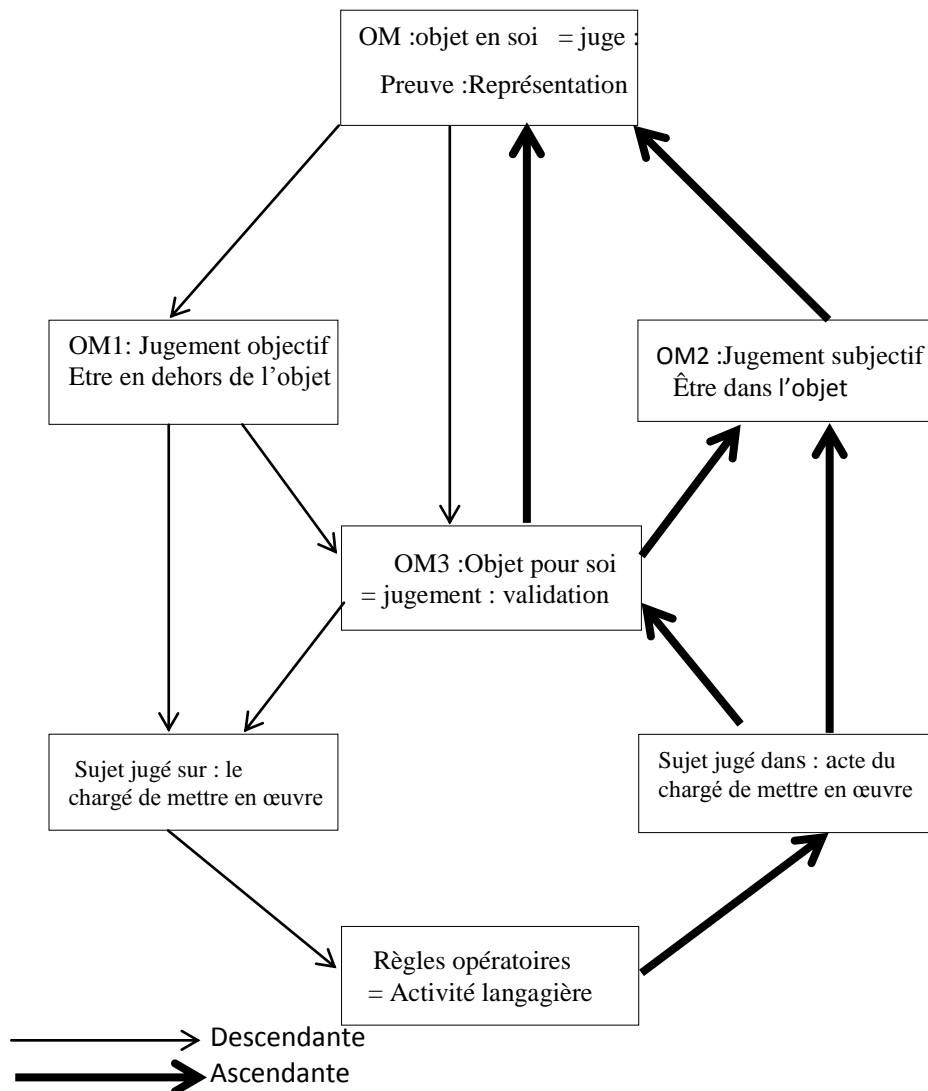 OM :objet en soi = juge :
Preuve :Représentation
OM1: Jugement objectif
Etre en dehors de l’objet
OM2 :Jugement subjectif
Être dans l’objet
OM3 :Objet pour soi
= jugement : validation
Sujet jugé sur : le
chargé de mettre en œuvre
Sujet jugé dans : acte du
chargé de mettre en œuvre
Règles opératoires
= Activité langagière
Descendante
Ascendante